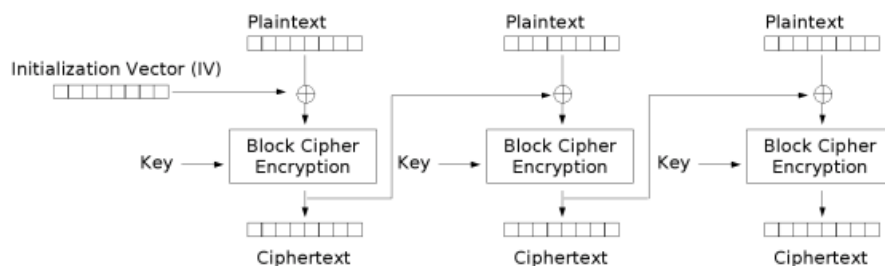 Plaintext Plaintext Plaintext
Initialization Vector (IV)
Key Block Cipher Encryption Key Block Cipher Encryption Key Block Cipher Encryption
Ciphertext Ciphertext Ciphertext